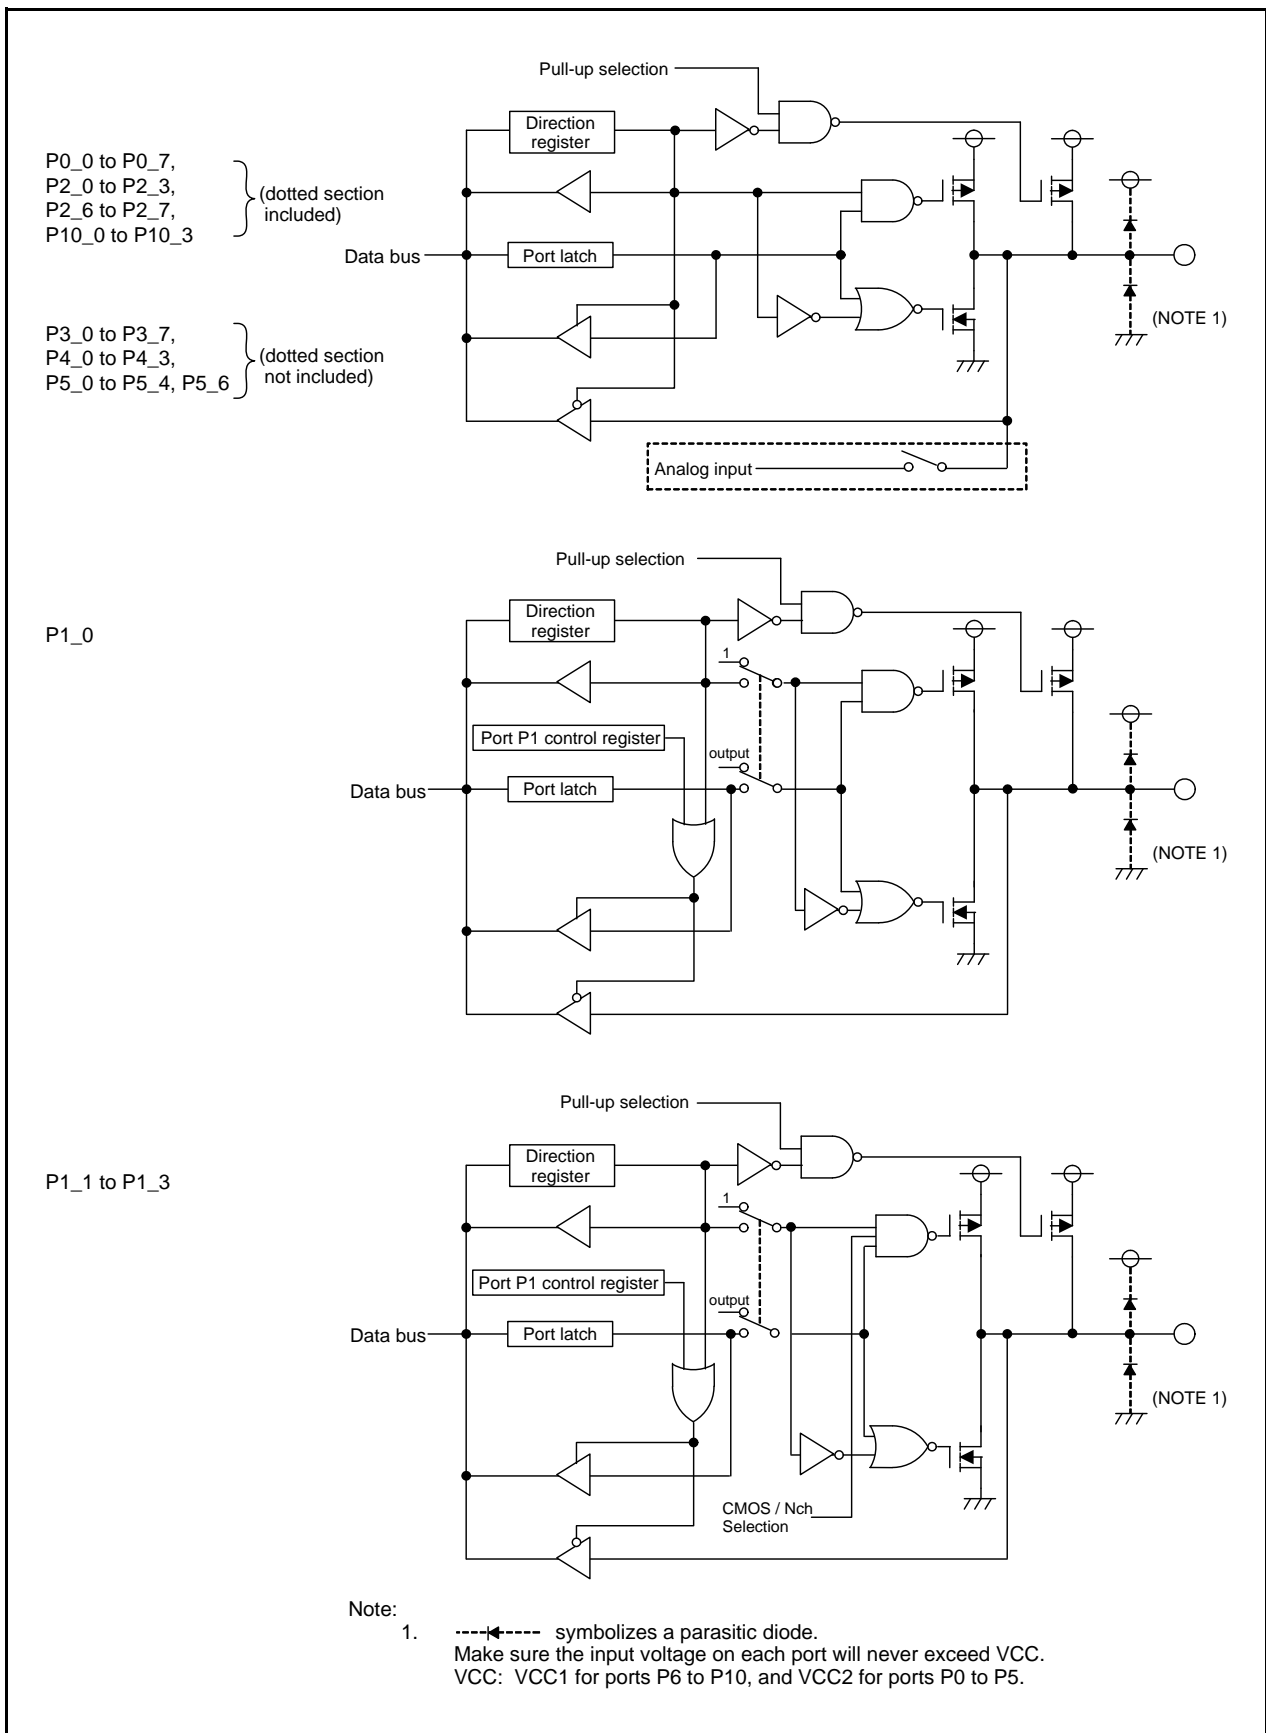 Pull-up selection
Direction
register
P0_0 to P0_7,
P2_0 to P2_3,
P2_6 to P2_7,
P10_0 to P10_3
(dotted section
included)
Data bus
Port latch
(NOTE 1)
P3_0 to P3_7,
P4_0 to P4_3,
P5_0 to P5_4, P5_6
(dotted section
not included)
Analog input
Pull-up selection
P1_0
Direction
register
1
Port P1 control register
output
Data bus
Port latch
(NOTE 1)
Pull-up selection
P1_1 to P1_3
Direction
register
1
Port P1 control register
output
Data bus
Port latch
(NOTE 1)
CMOS / Nch
Selection
Note:
1. symbolizes a parasitic diode.
Make sure the input voltage on each port will never exceed VCC.
VCC: VCC1 for ports P6 to P10, and VCC2 for ports P0 to P5.